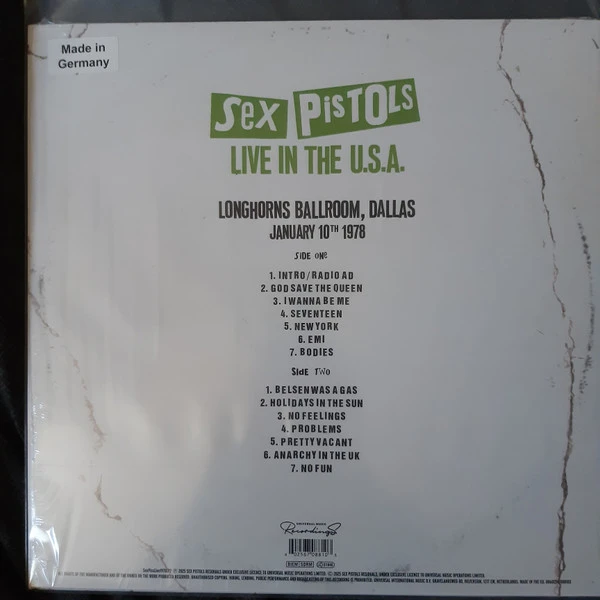 Made in
Germany
Sex PiSTOLS
LIVE IN THE U.S.A.
LONGHORNS BALLROOM, DALLAS
JANUARY 10TH 1978
SIDE ONe
1. INTRO/RADIO AD
2. GOD SAVE THE QUEEN
3. I WANNA BE ME
4. SEVENTEEN
5. NEW YORK
6. EMI
7. BODIES
SidE TWO
1. BELSEN WAS A GAS
2. HOLIDAYS IN THE SUN
3. NO FEELINGS
4. PROBLEMS
5. PRETTY VACANT
6. ANARCHY IN THE UK
7. NO FUN
UNIVERSAL MUSIC
Recordings